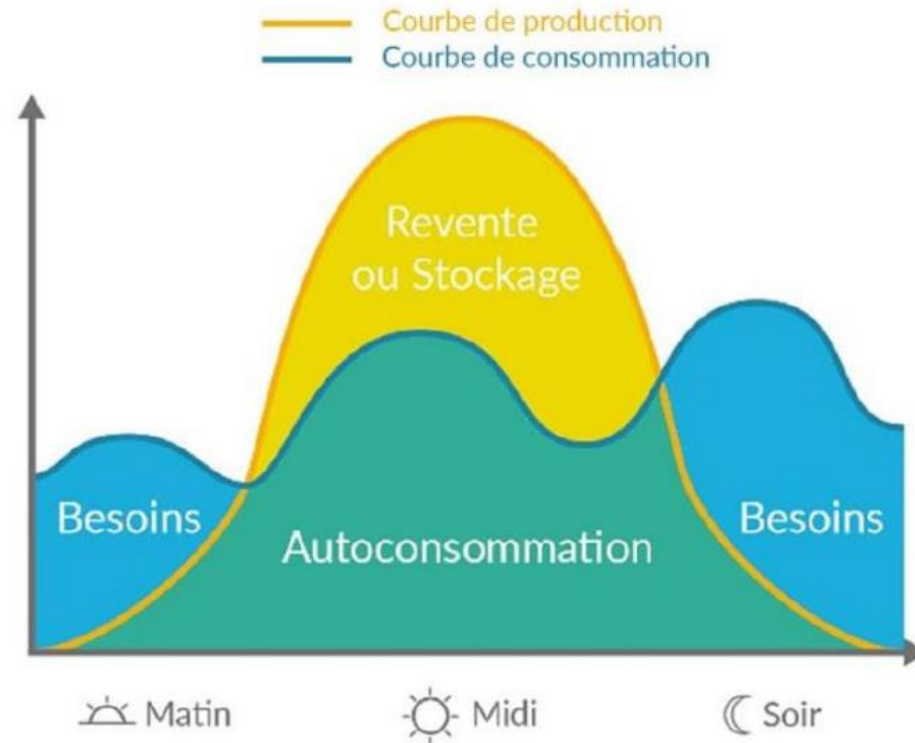 Courbe de production
Courbe de consommation
Revente
ou Stockage
Besoins
Autoconsommation
Besoins
Matin
Midi
Soir